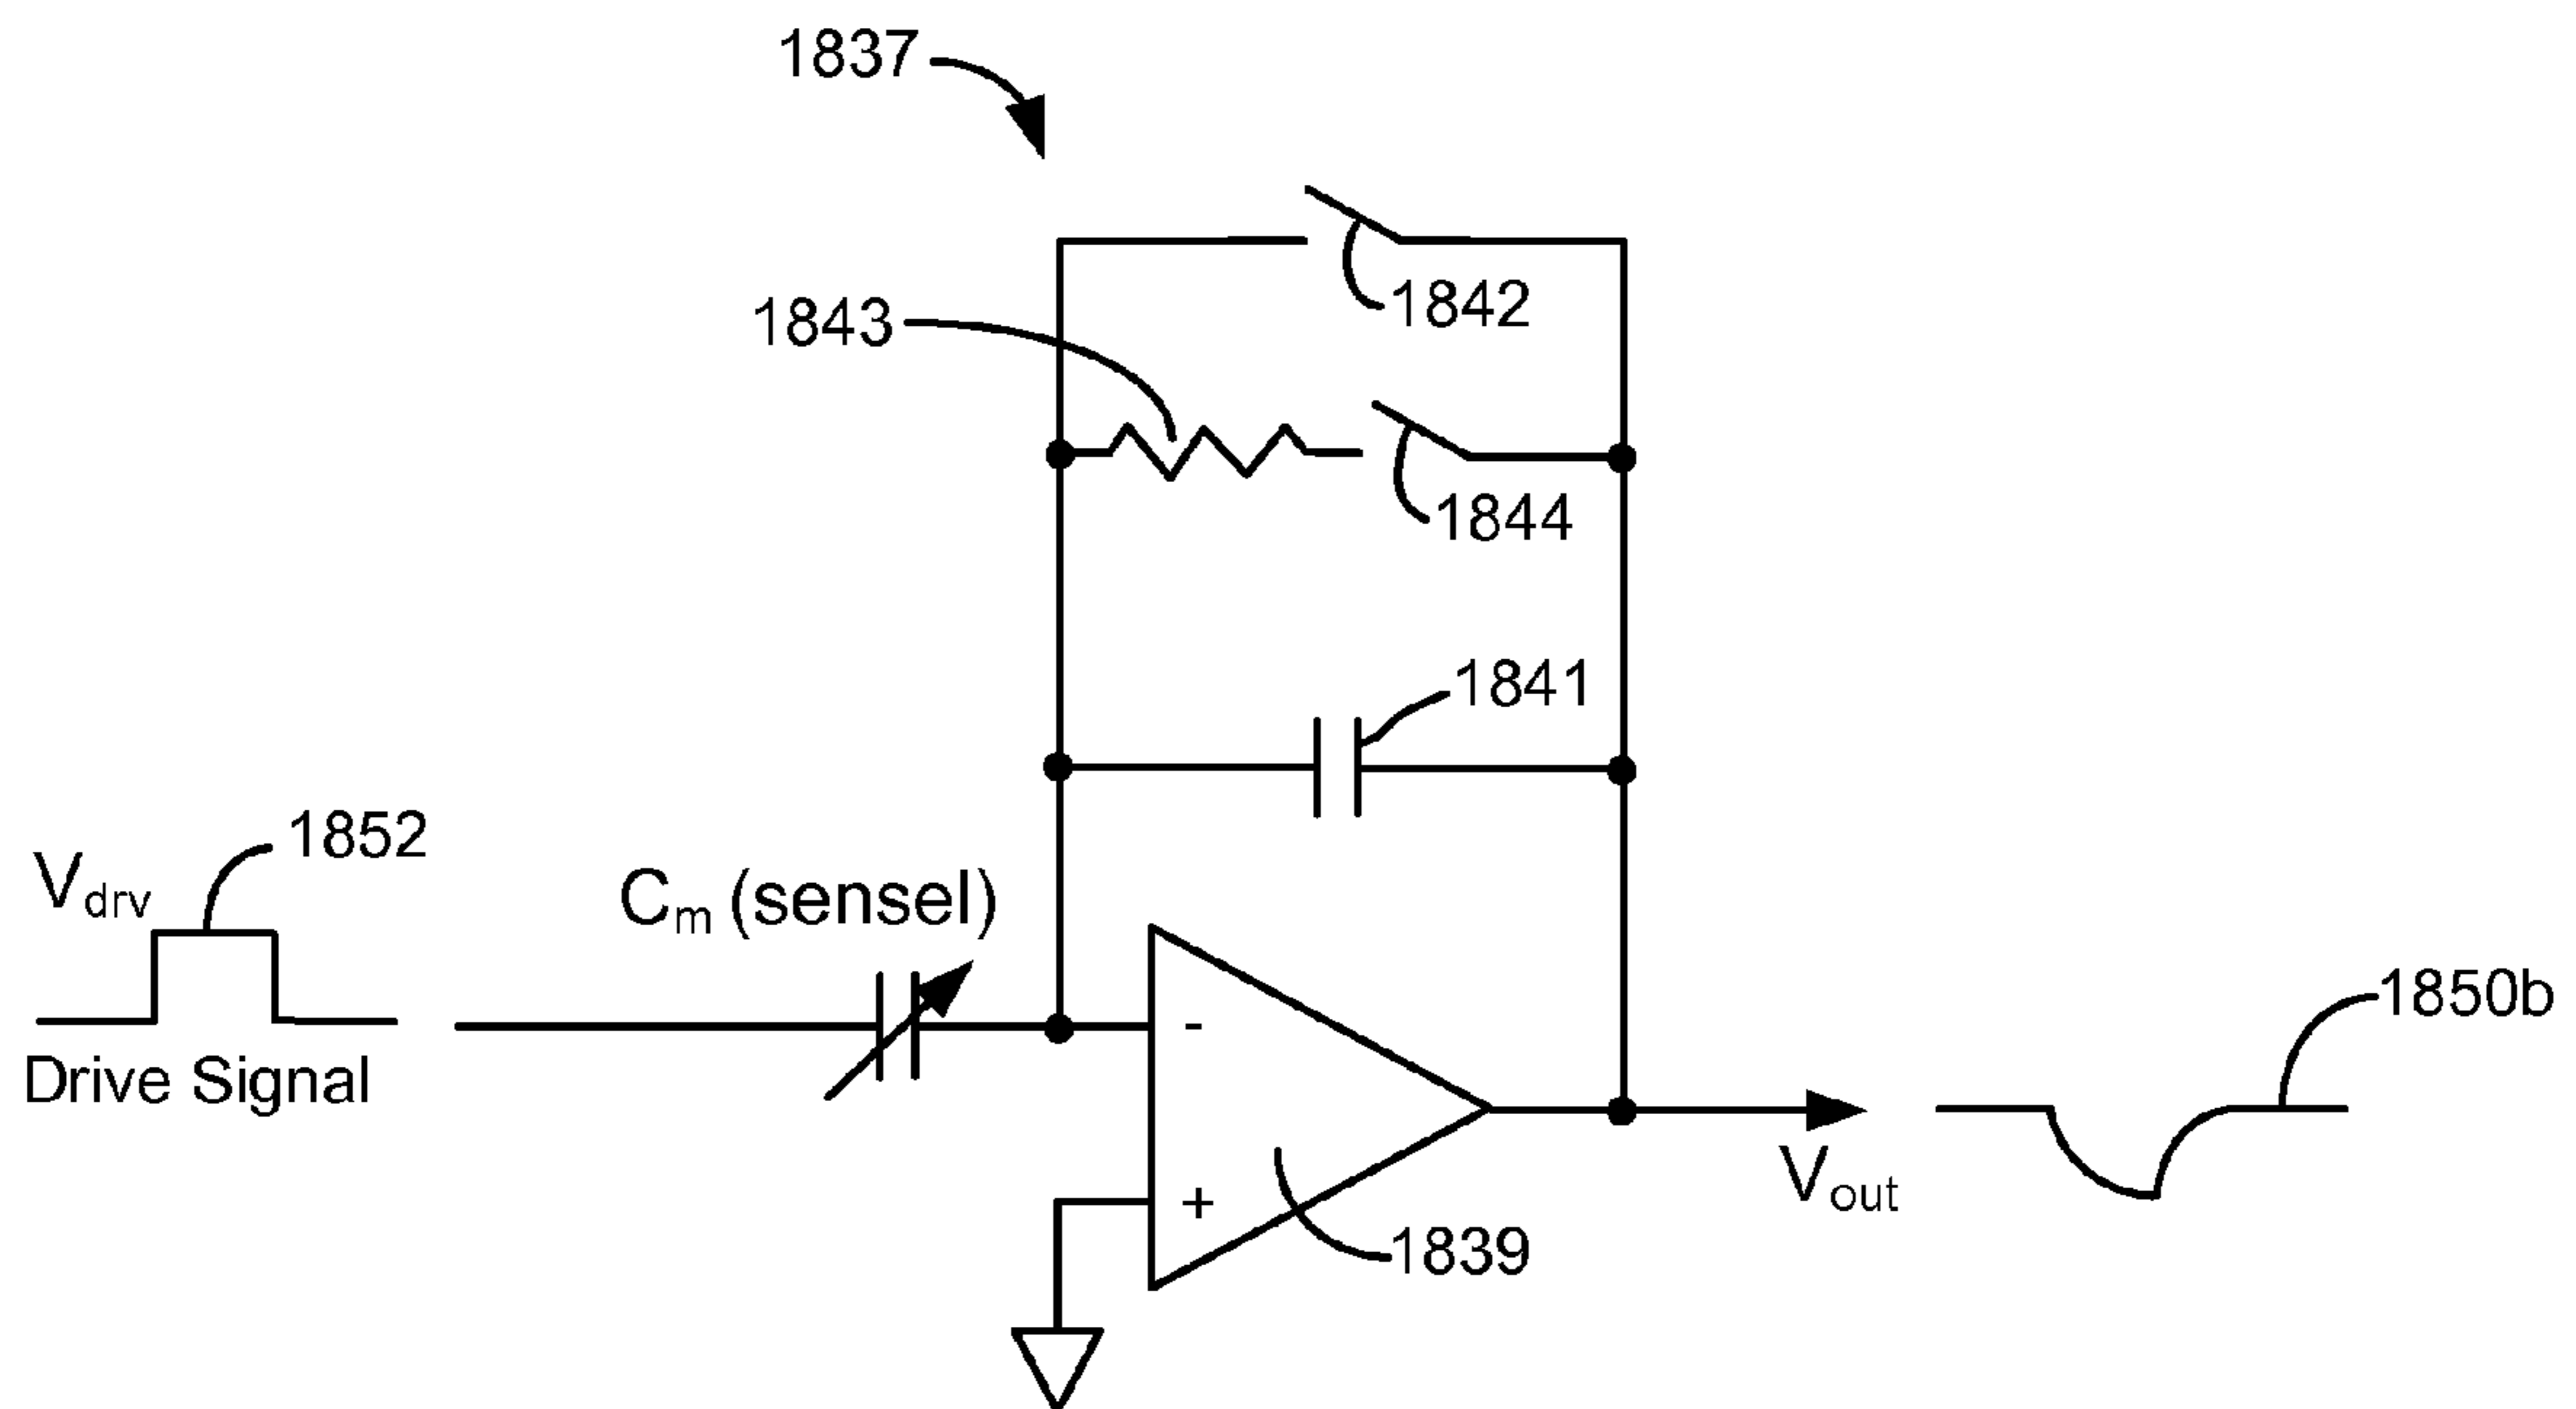 1837
1842
1843
1844
1841
1852
Vdrv
Cm (sensel)
-
1850b
Drive Signal
Vout
+
1839